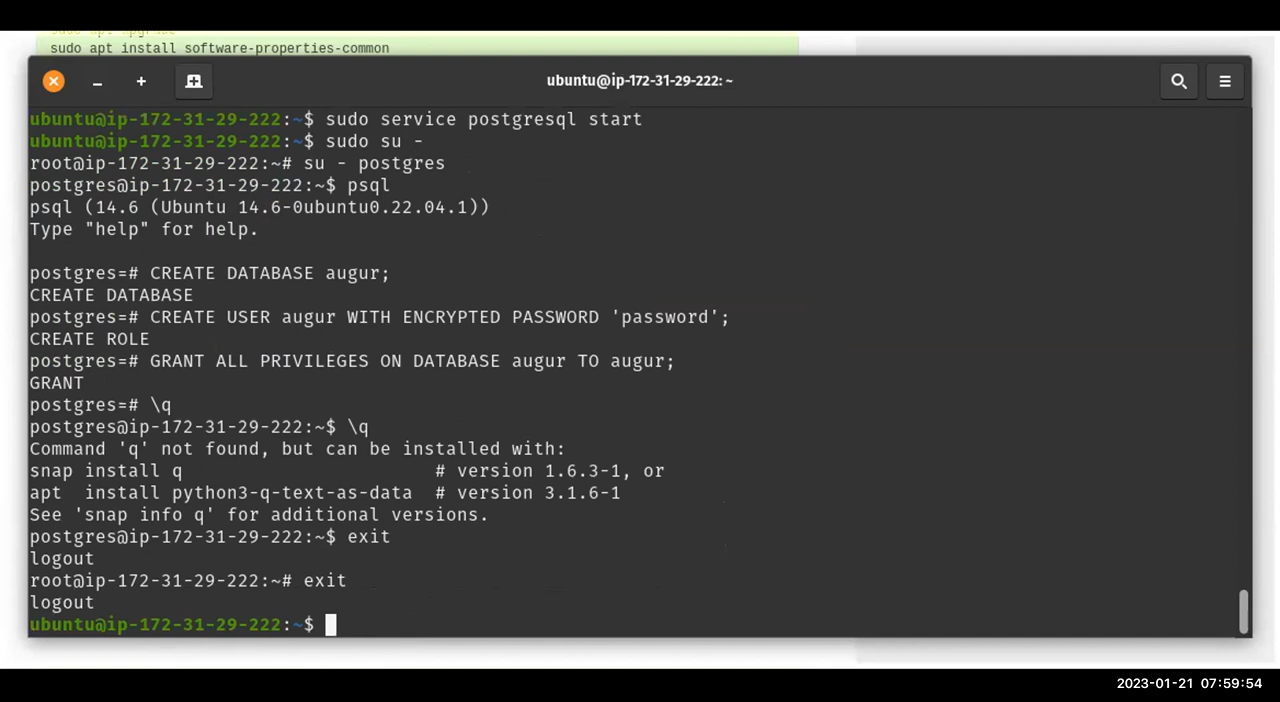 sudo apt upgrade
sudo apt install software-properties-common
ubuntu@ip-172-31-29-222: ~
ubuntu@ip-172-31-29-222:~$ sudo service postgresql start
ubuntu@ip-172-31-29-222:~$ sudo su -
root@ip-172-31-29-222:~# su - postgres
postgres@ip-172-31-29-222:~$ psql
psql (14.6 (Ubuntu 14.6-0ubuntu0.22.04.1))
Type "help" for help.
postgres=# CREATE DATABASE augur;
CREATE DATABASE
postgres=# CREATE USER augur WITH ENCRYPTED PASSWORD 'password';
CREATE ROLE
postgres=# GRANT ALL PRIVILEGES ON DATABASE augur TO augur;
GRANT
postgres=# \q
postgres@ip-172-31-29-222:~$ \q
Command 'q' not found, but can be installed with:
snap install q                       # version 1.6.3-1, or
apt  install python3-q-text-as-data  # version 3.1.6-1
See 'snap info q' for additional versions.
postgres@ip-172-31-29-222:~$ exit
logout
root@ip-172-31-29-222:~# exit
logout
ubuntu@ip-172-31-29-222:~$
2023-01-21 07:59:54